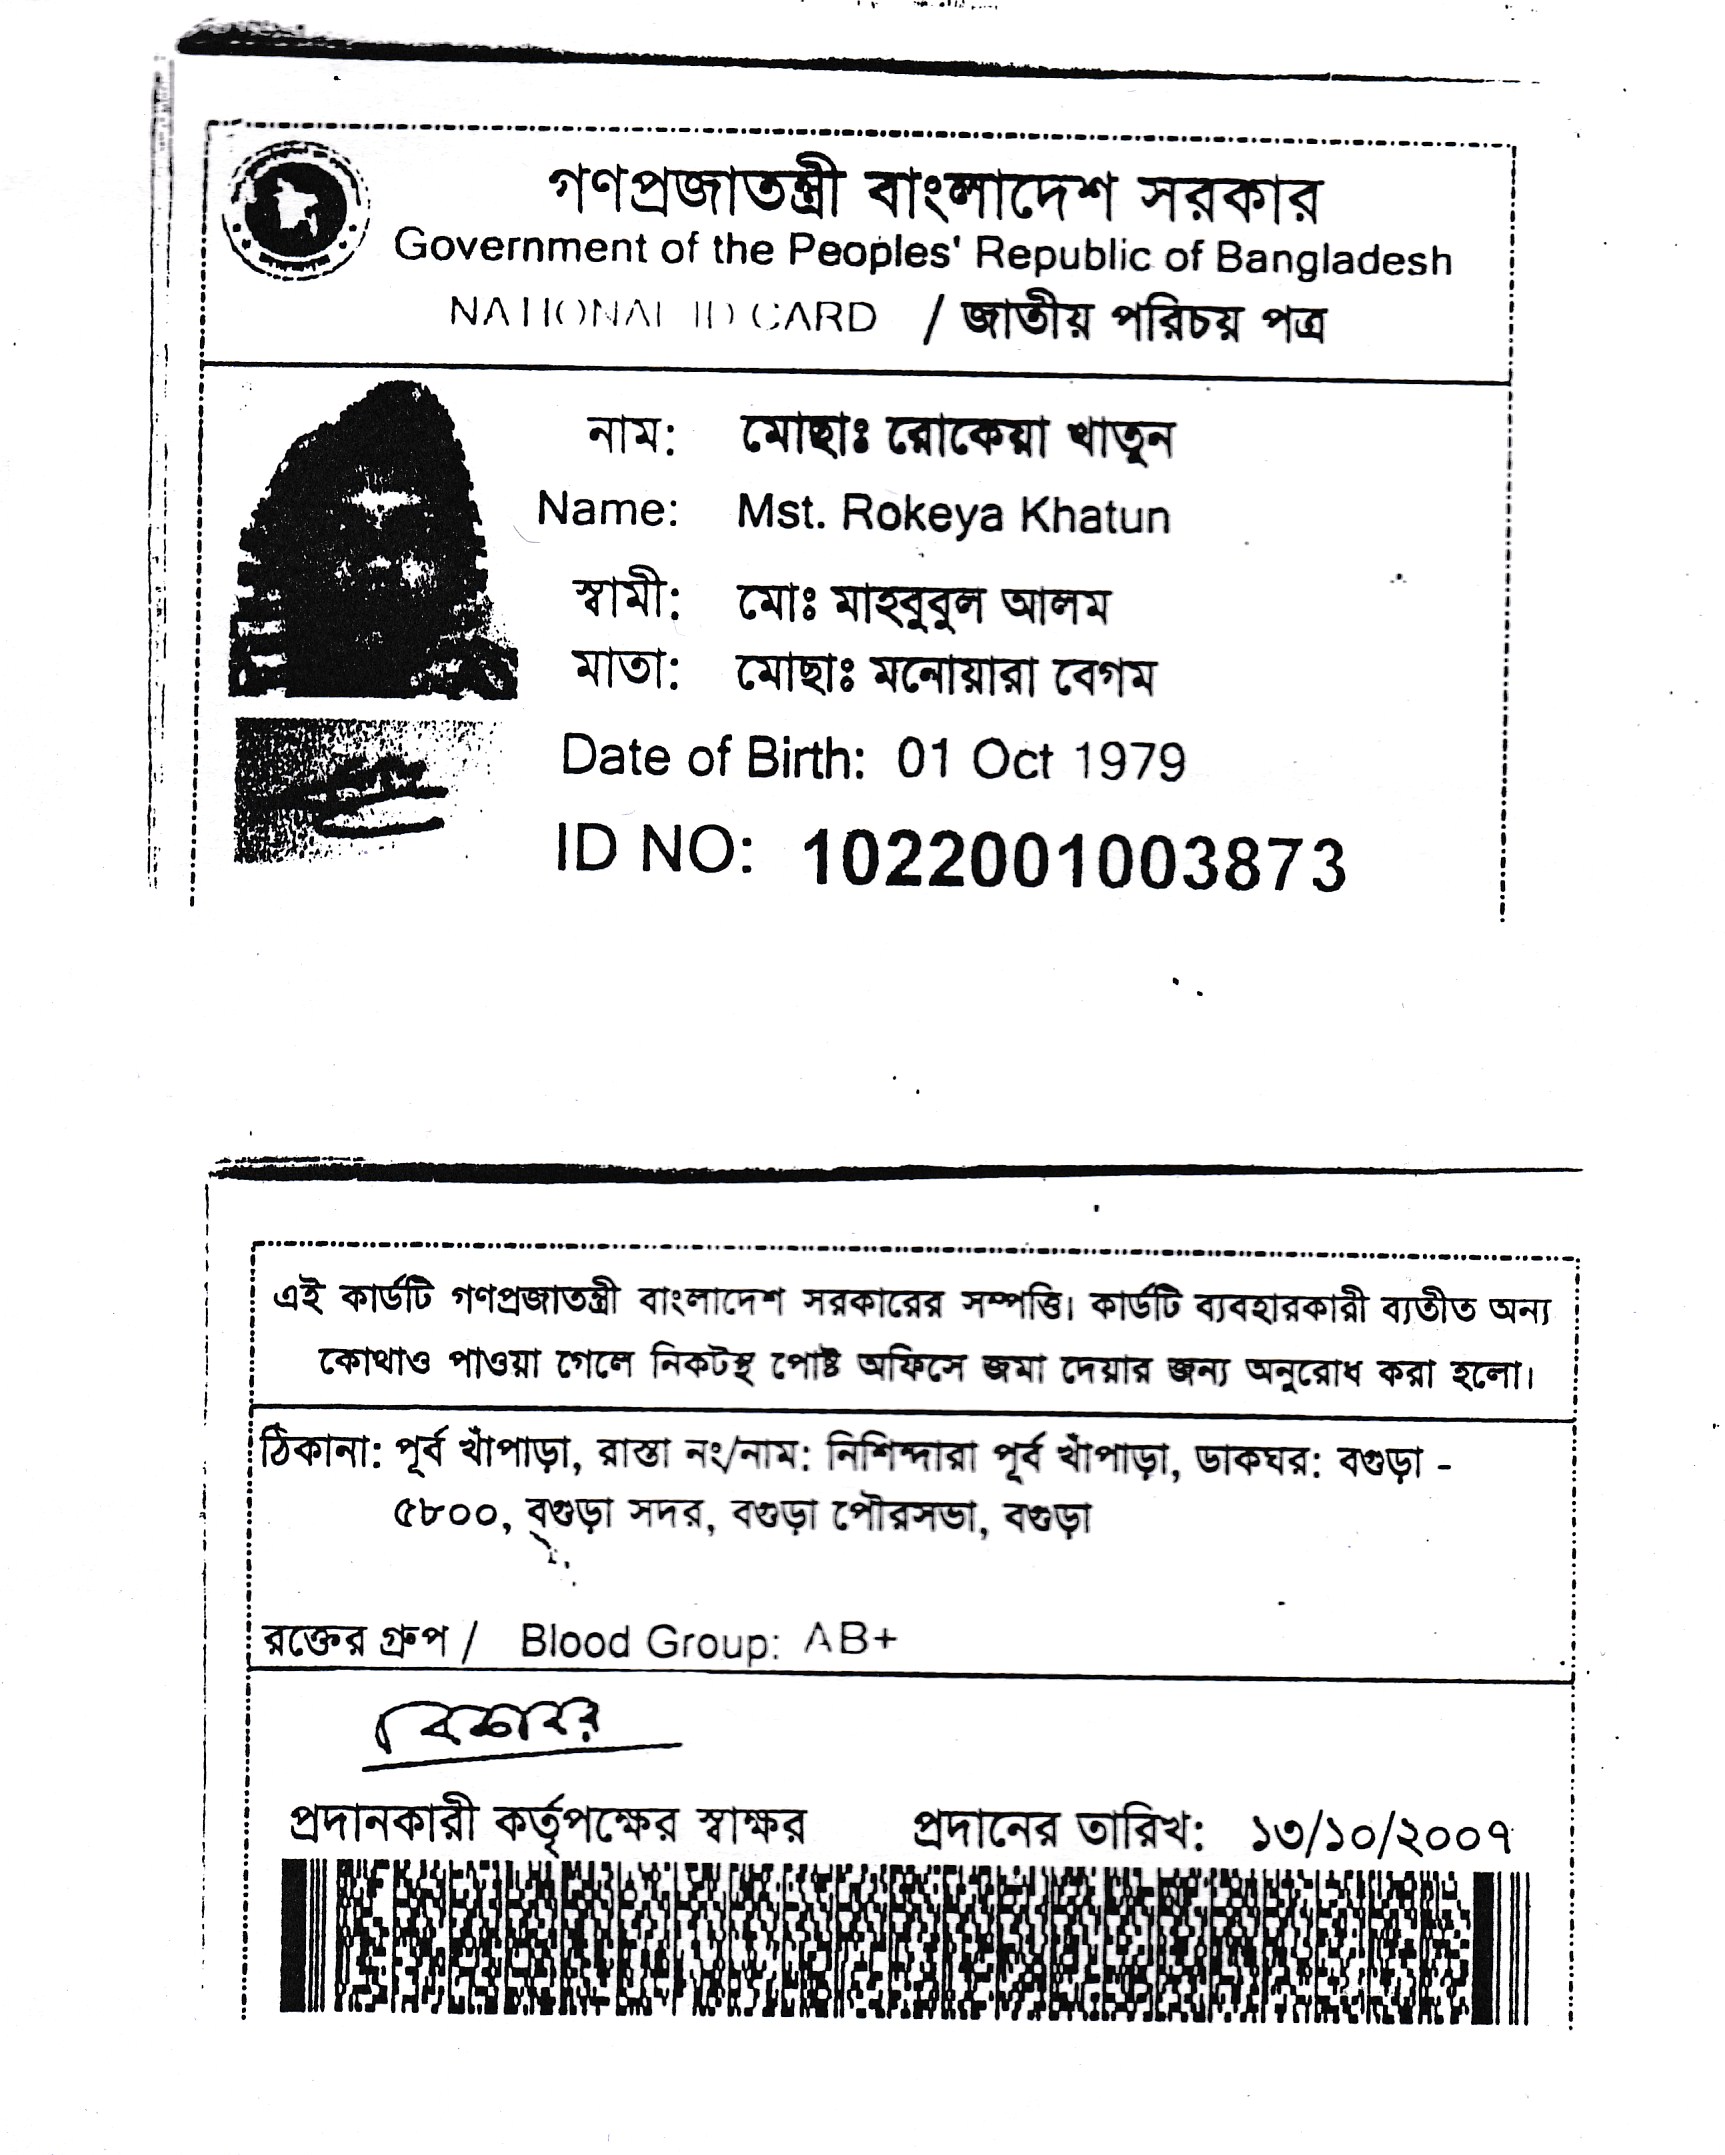 গণপ্রজাতন্ত্রী বাংলাদেশ সরকার
Government of the Peoples' Republic of Bangladesh
NATIONAL ID CARD / জাতীয় পরিচয় পত্র
নাম: মোছাঃ রোকেয়া খাতুন
Name: Mst. Rokeya Khatun
স্বামী: মোঃ মাহবুবুল আলম
মাতা: মোছাঃ মনোয়ারা বেগম
Date of Birth: 01 Oct 1979
ID NO: 1022001003873
এই কার্ডটি গণপ্রজাতন্ত্রী বাংলাদেশ সরকারের সম্পত্তি। কার্ডটি ব্যবহারকারী ব্যতীত অন্য
কোথাও পাওয়া গেলে নিকটস্থ পোষ্ট অফিসে জমা দেয়ার জন্য অনুরোধ করা হলো।
ঠিকানা: পূর্ব খাঁপাড়া, রাস্তা নং/নাম: নিশিন্দারা পূর্ব খাঁপাড়া, ডাকঘর: বগুড়া -
৫৮০০, বগুড়া সদর, বগুড়া পৌরসভা, বগুড়া
রক্তের গ্রুপ / Blood Group: AB+
প্রদানকারী কর্তৃপক্ষের স্বাক্ষর প্রদানের তারিখ: ১৩/১০/২০০৭